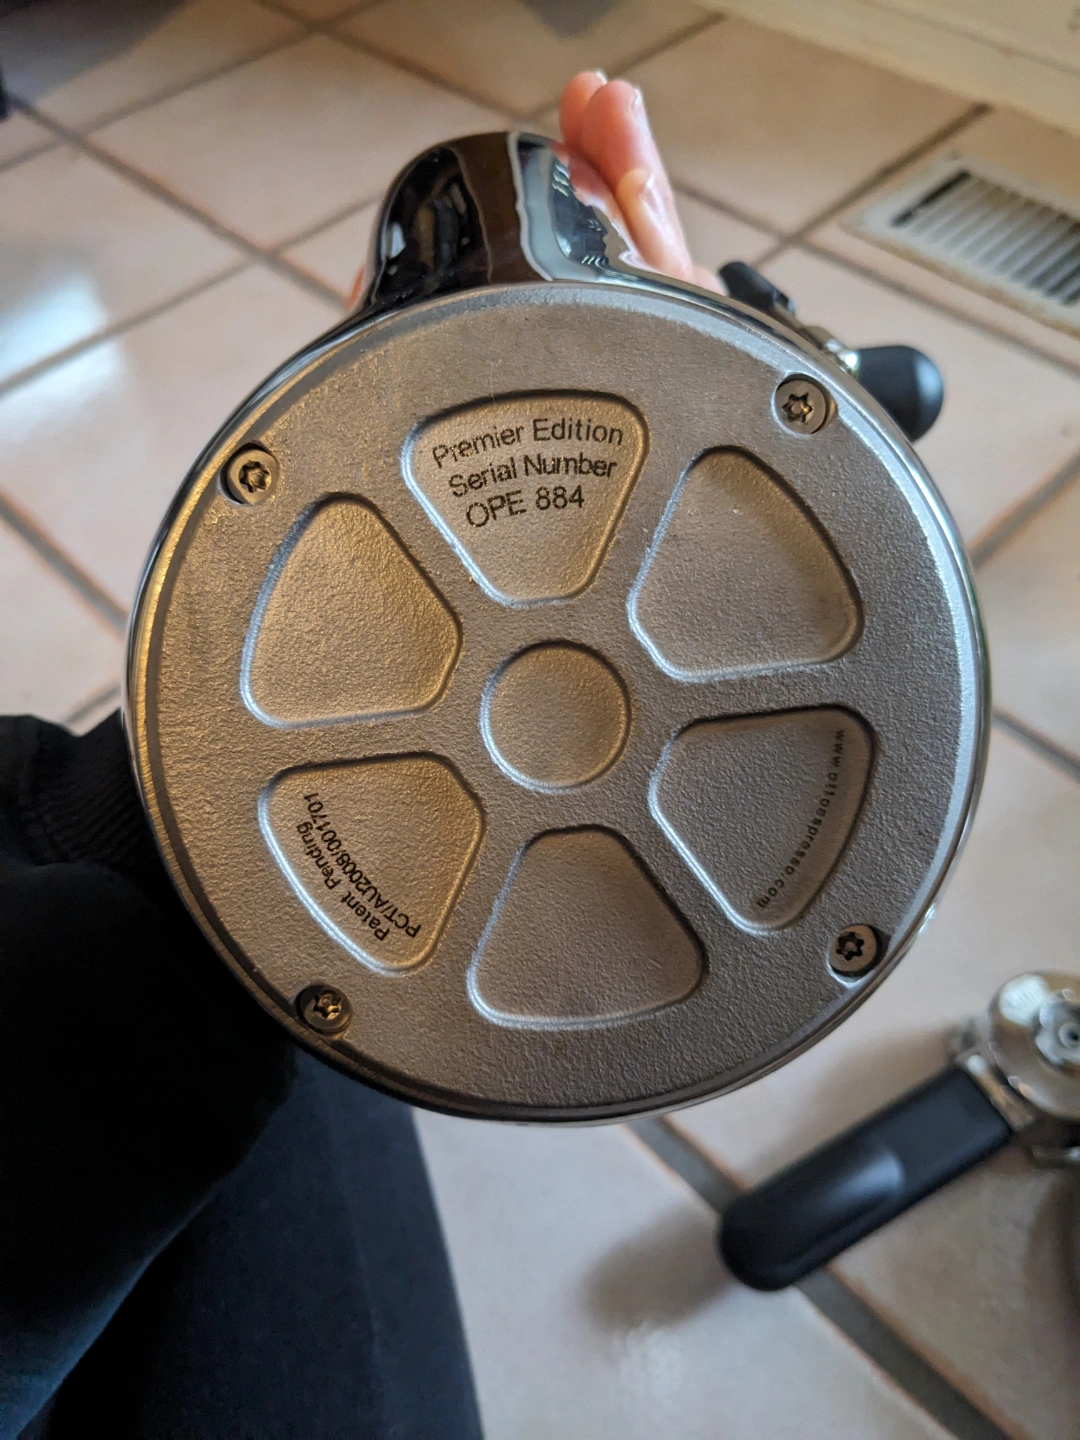 Premier Edition
Serial Number
OPE 884
www.ottoespresso.com
Patent Pending
PCT/AU2008/001701